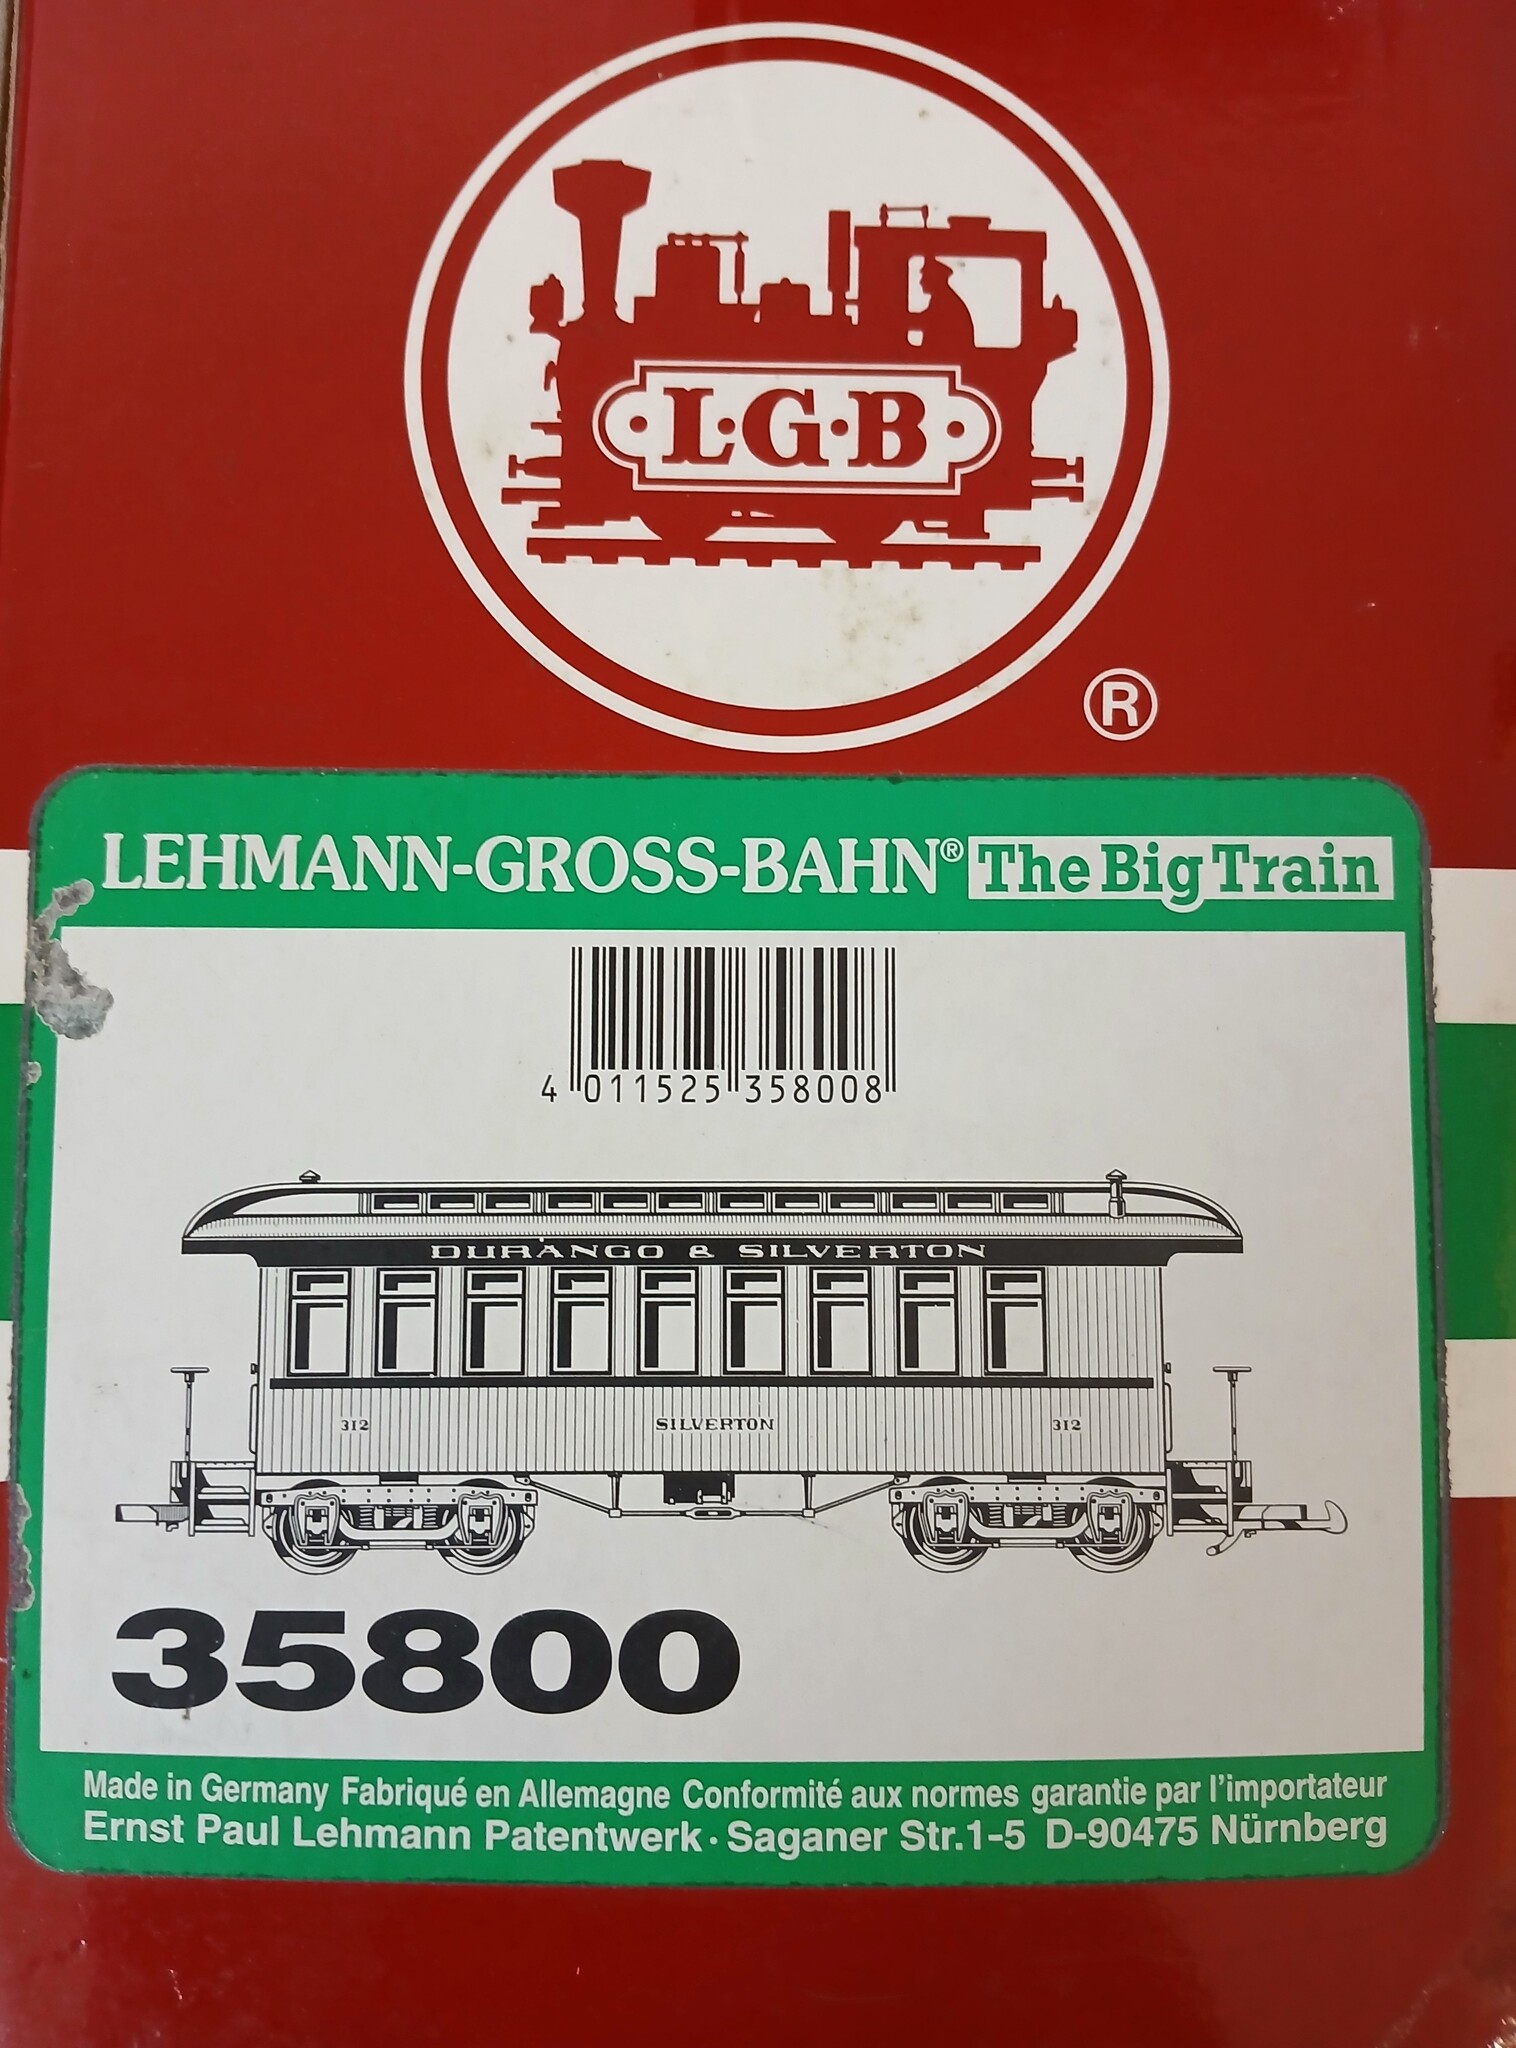 L·G·B
®
LEHMANN-GROSS-BAHN® The Big Train
4 011525 358008
DURANGO & SILVERTON
312 SILVERTON 312
35800
Made in Germany Fabriqué en Allemagne Conformité aux normes garantie par l'importateur
Ernst Paul Lehmann Patentwerk · Saganer Str.1-5 D-90475 Nürnberg